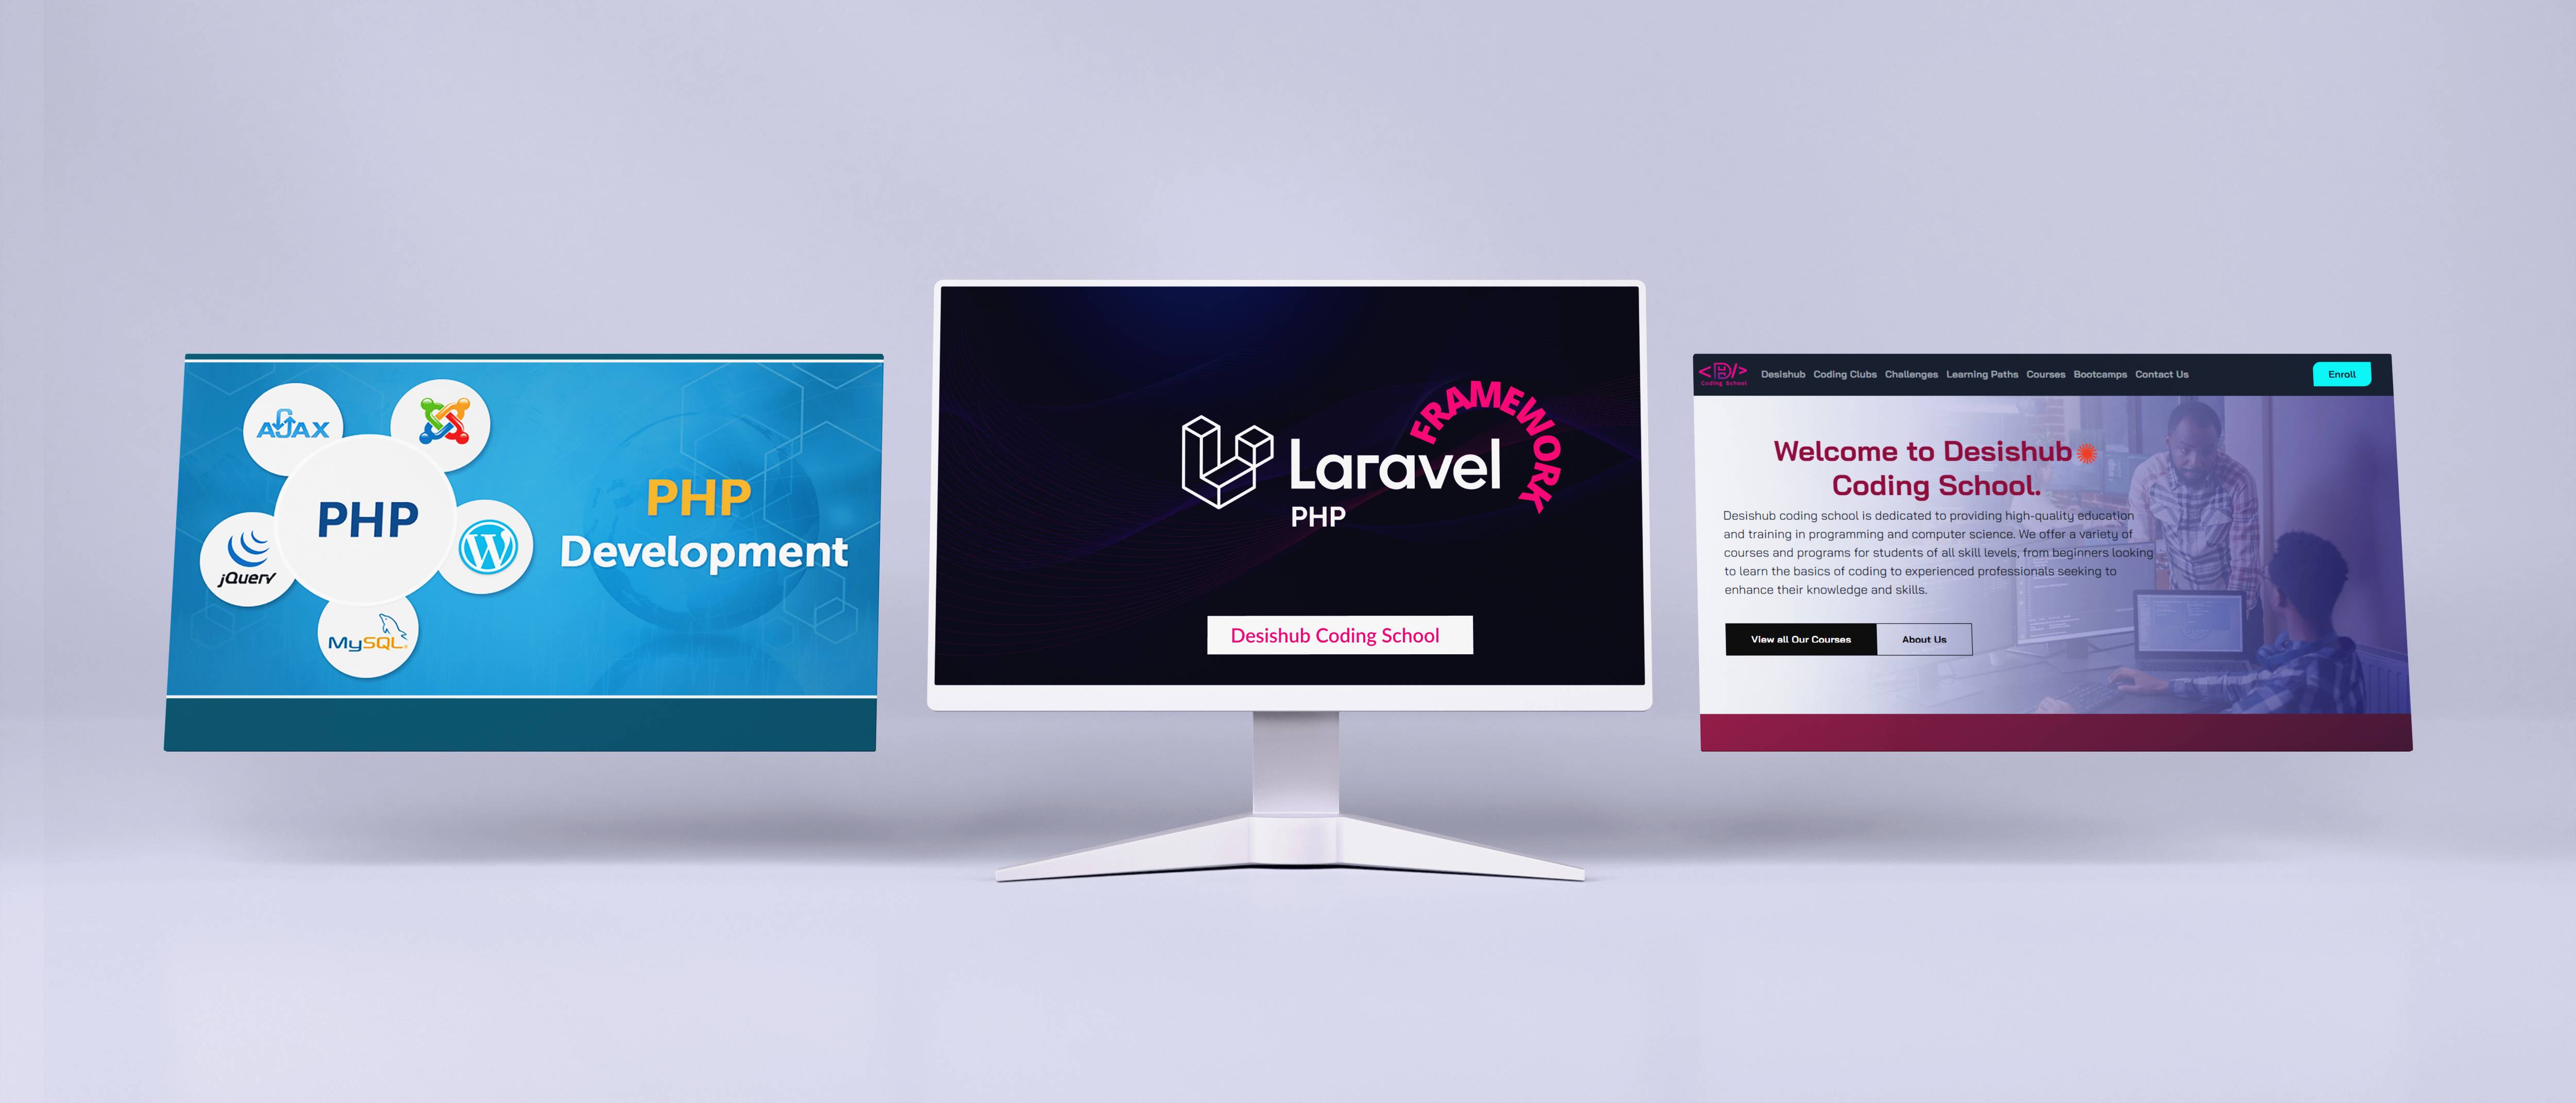 AJAX
PHP
jQuery
MySQL
PHP
Development
FRAMEWORK
Laravel
PHP
Desishub Coding School
Coding School
Desishub Coding Clubs Challenges Learning Paths Courses Bootcamps Contact Us
Enroll
Welcome to Desishub
Coding School.
Desishub coding school is dedicated to providing high-quality education
and training in programming and computer science. We offer a variety of
courses and programs for students of all skill levels, from beginners looking
to learn the basics of coding to experienced professionals seeking to
enhance their knowledge and skills.
View all Our Courses
About Us